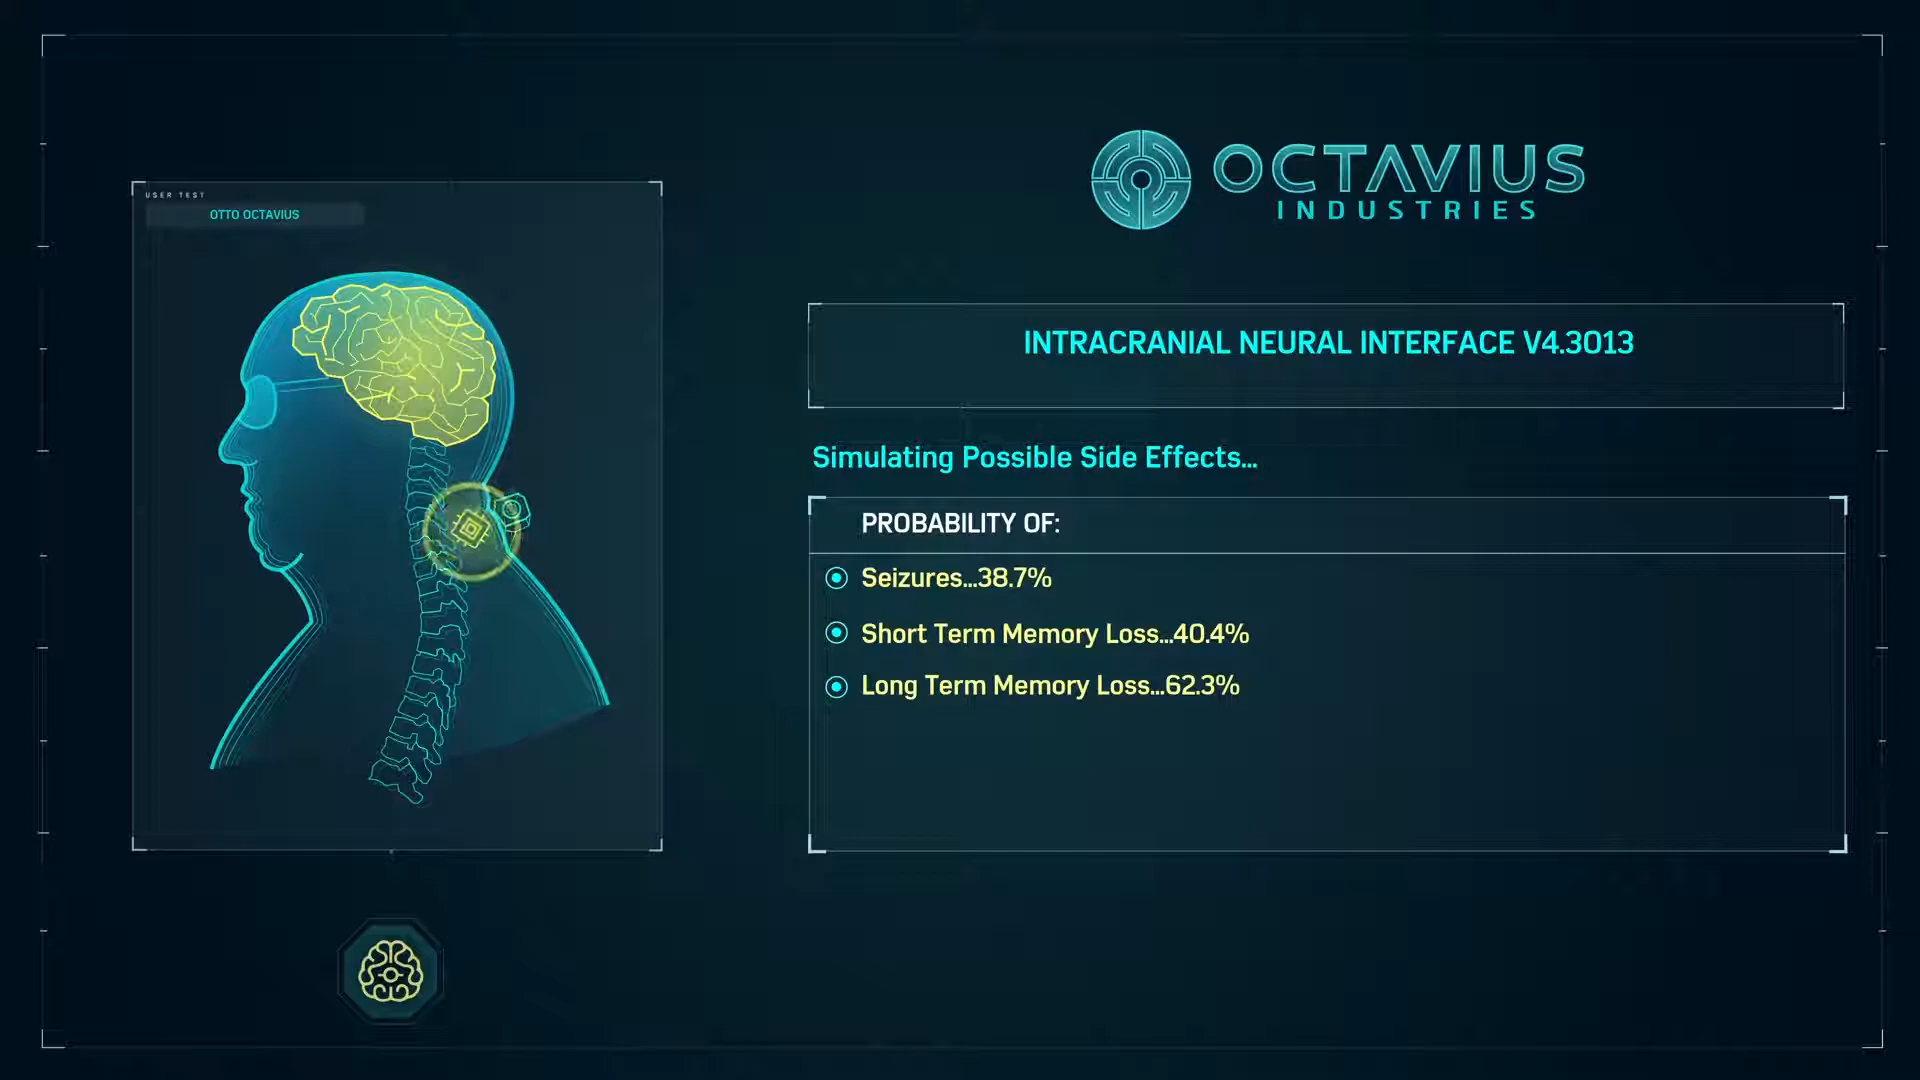 USER TEST
OTTO OCTAVIUS
OCTAVIUS
INDUSTRIES
INTRACRANIAL NEURAL INTERFACE V4.3013
Simulating Possible Side Effects...
PROBABILITY OF:
Seizures...38.7%
Short Term Memory Loss...40.4%
Long Term Memory Loss...62.3%